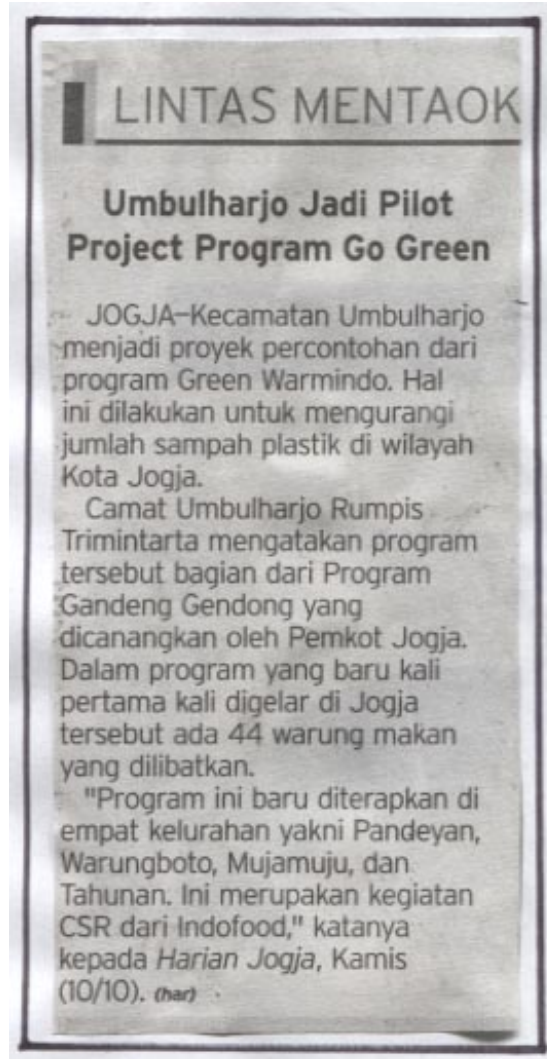 LINTAS MENTAOK
Umbulharjo Jadi Pilot
Project Program Go Green
JOGJA–Kecamatan Umbulharjo
menjadi proyek percontohan dari
program Green Warmindo. Hal
ini dilakukan untuk mengurangi
jumlah sampah plastik di wilayah
Kota Jogja.
Camat Umbulharjo Rumpis
Trimintarta mengatakan program
tersebut bagian dari Program
Gandeng Gendong yang
dicanangkan oleh Pemkot Jogja.
Dalam program yang baru kali
pertama kali digelar di Jogja
tersebut ada 44 warung makan
yang dilibatkan.
"Program ini baru diterapkan di
empat kelurahan yakni Pandeyan,
Warungboto, Mujamuju, dan
Tahunan. Ini merupakan kegiatan
CSR dari Indofood," katanya
kepada Harian Jogja, Kamis
(10/10). (har)